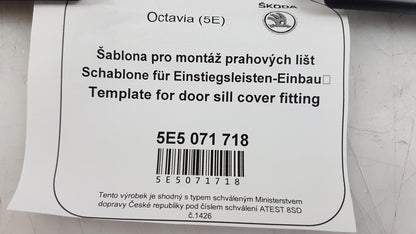 Octavia (5E)
ŠKODA
Šablona pro montáž prahových lišt
Schablone für Einstiegsleisten-Einbau□
Template for door sill cover fitting
5E5 071 718
5E5071718
Tento výrobek je shodný s typem schváleným Ministerstvem
dopravy České republiky pod číslem schválení ATEST 8SD
č.1426